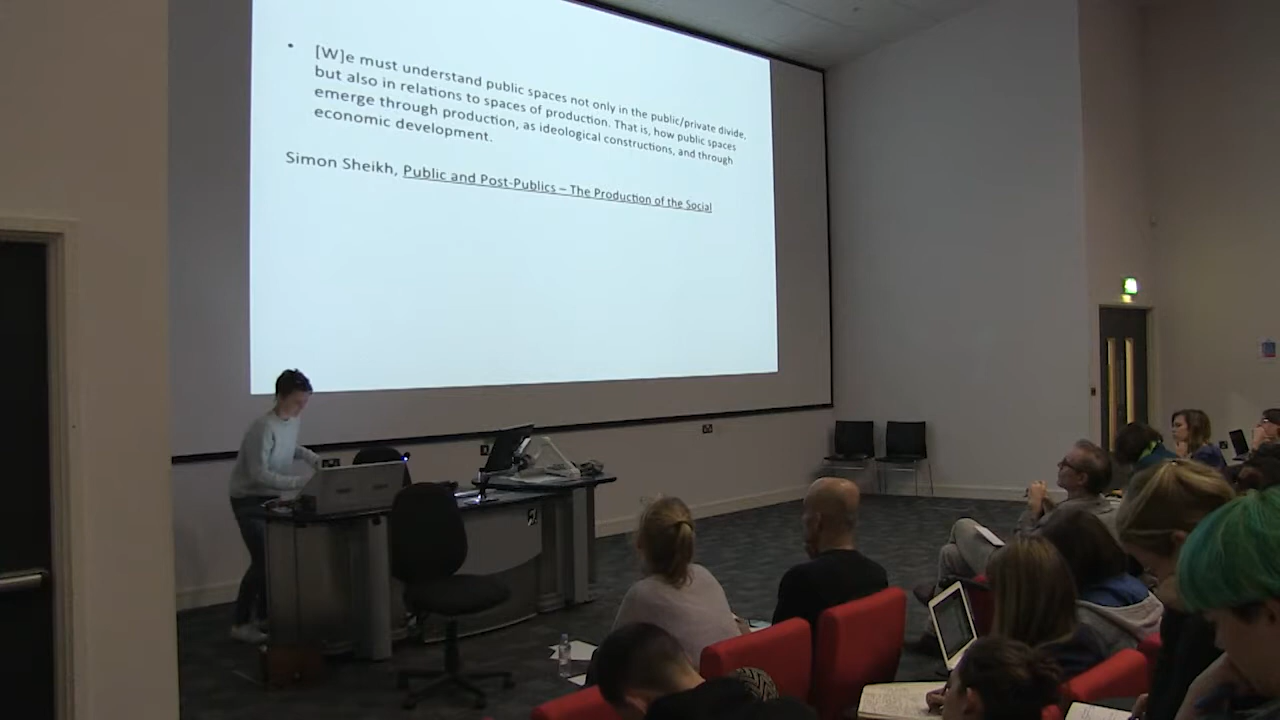 [W]e must understand public spaces not only in the public/private divide,
but also in relations to spaces of production. That is, how public spaces
emerge through production, as ideological constructions, and through
economic development.
Simon Sheikh, Public and Post-Publics – The Production of the Social